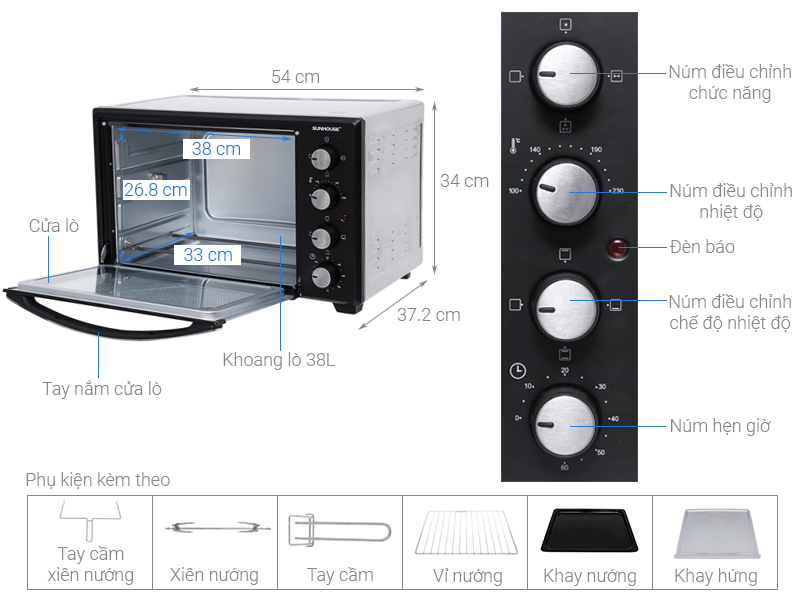 54 cm
SUNHOUSE
38 cm
26.8 cm
33 cm
34 cm
37.2 cm
Cửa lò
Khoang lò 38L
Tay nắm cửa lò
Núm điều chỉnh
chức năng
°C
140
190
100
230
Núm điều chỉnh
nhiệt độ
Đèn báo
Núm điều chỉnh
chế độ nhiệt độ
20
10
30
0
40
50
60
Núm hẹn giờ
Phụ kiện kèm theo
Tay cầm
xiên nướng
Xiên nướng
Tay cầm
Vỉ nướng
Khay nướng
Khay hứng